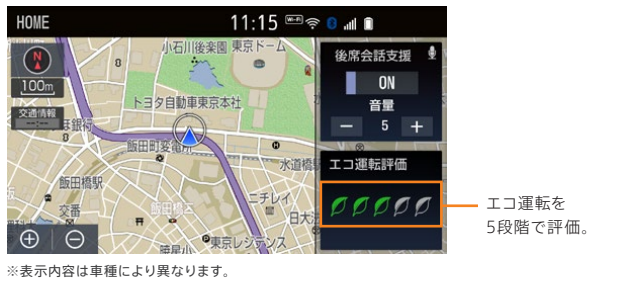 HOME
11:15
Wi-Fi
小石川後楽園
東京ドーム
N
8
100m
トヨタ自動車東京本社
交通情報
--:--
飯田橋駅
8
水道橋
交番
飯田橋三
ニチレイ
日大法
東京レジデンス
後席会話支援
ON
音量
− 5 +
エコ運転評価
エコ運転を
5段階で評価。
※表示内容は車種により異なります。